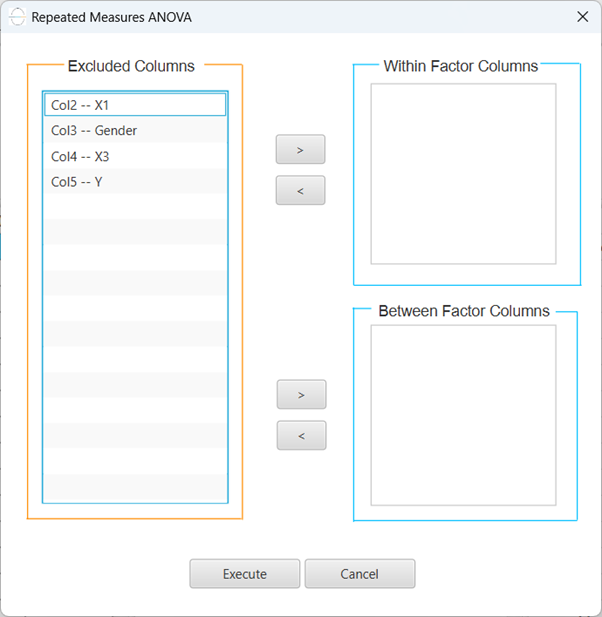 Repeated Measures ANOVA
Excluded Columns
Col2 -- X1
Col3 -- Gender
Col4 -- X3
Col5 -- Y
>
<
Within Factor Columns
>
<
Between Factor Columns
Execute
Cancel